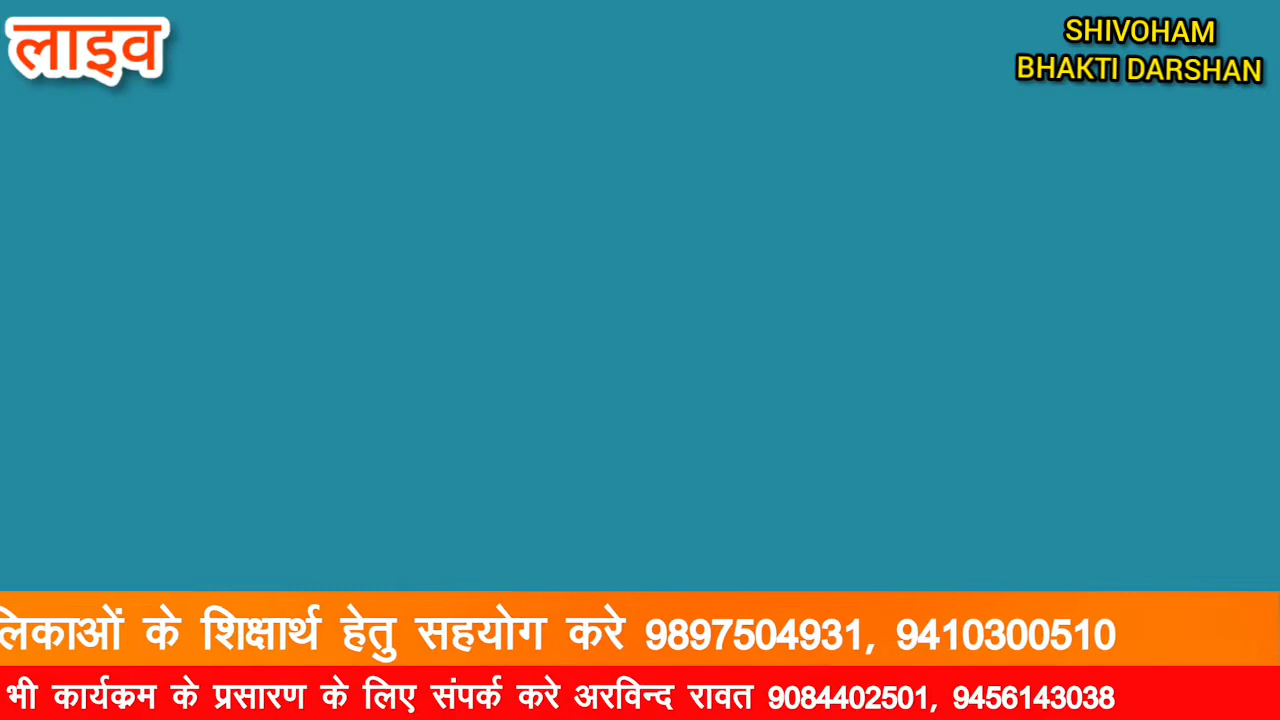 लाइव
SHIVOHAM
BHAKTI DARSHAN
लिकाओं के शिक्षार्थ हेतु सहयोग करे 9897504931, 9410300510
भी कार्यक्रम के प्रसारण के लिए संपर्क करे अरविन्द रावत 9084402501, 9456143038